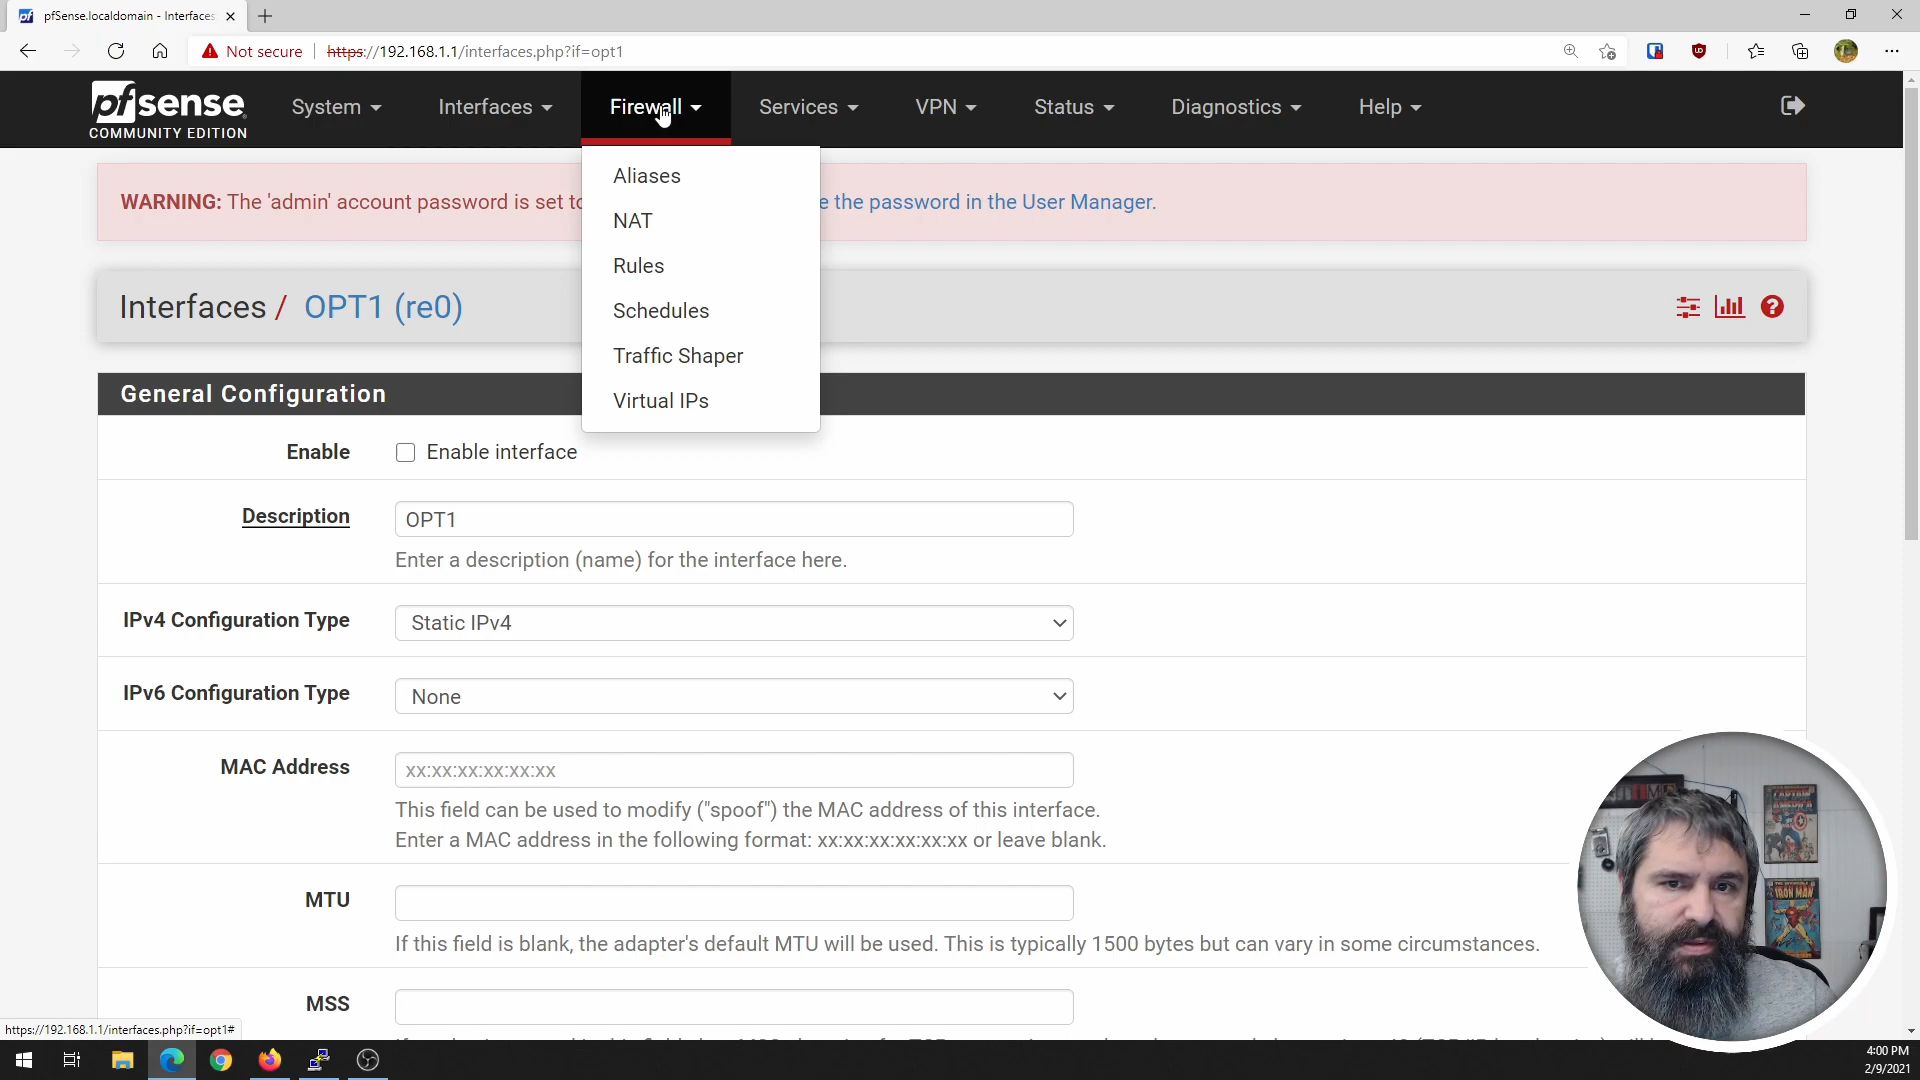 pfSense.localdomain - Interfaces:
Not secure
https://192.168.1.1/interfaces.php?if=opt1
pfsense
COMMUNITY EDITION
System
Interfaces
Firewall
Services
VPN
Status
Diagnostics
Help
Aliases
NAT
Rules
Schedules
Traffic Shaper
Virtual IPs
WARNING: The 'admin' account password is set to
the password in the User Manager.
Interfaces / OPT1 (re0)
General Configuration
Enable
Enable interface
Description
OPT1
Enter a description (name) for the interface here.
IPv4 Configuration Type
Static IPv4
IPv6 Configuration Type
None
MAC Address
xx:xx:xx:xx:xx:xx
This field can be used to modify ("spoof") the MAC address of this interface.
Enter a MAC address in the following format: xx:xx:xx:xx:xx:xx or leave blank.
MTU
If this field is blank, the adapter's default MTU will be used. This is typically 1500 bytes but can vary in some circumstances.
MSS
https://192.168.1.1/interfaces.php?if=opt1#
CAPTAIN AMERICA
IRON MAN
4:00 PM
2/9/2021